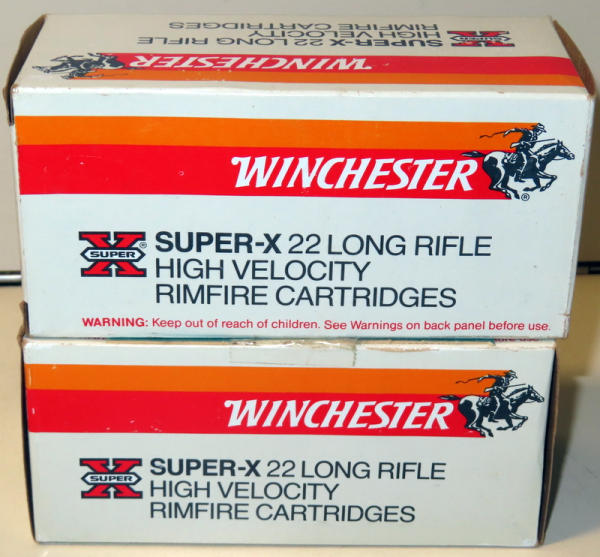 SUPER-X 22 LONG RIFLE
HIGH VELOCITY
RIMFIRE CARTRIDGES
WINCHESTER
WINCHESTER
®
X
SUPER
®
SUPER-X 22 LONG RIFLE
HIGH VELOCITY
RIMFIRE CARTRIDGES
WARNING: Keep out of reach of children. See Warnings on back panel before use.
WINCHESTER
X
SUPER
SUPER-X 22 LONG RIFLE
HIGH VELOCITY
RIMFIRE CARTRIDGES